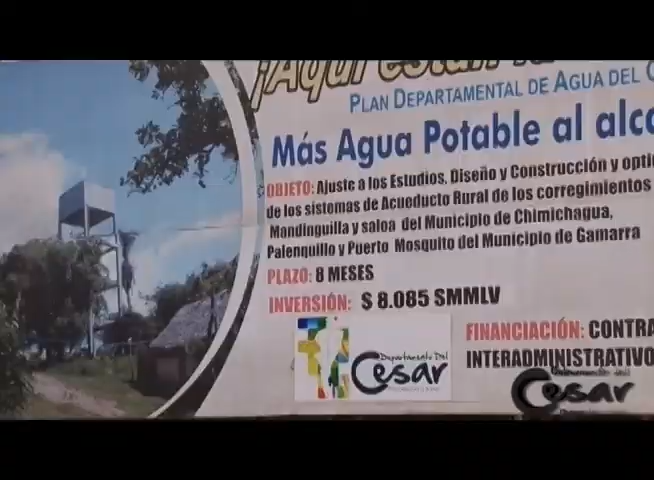 ¡Aquí están
PLAN DEPARTAMENTAL DE AGUA DEL C
Más Agua Potable al alc
OBJETO: Ajuste a los Estudios, Diseño y Construcción y opti
de los sistemas de Acueducto Rural de los corregimientos
Mandinguilla y saloa del Municipio de Chimichagua,
Palenquillo y Puerto Mosquito del Municipio de Gamarra
PLAZO: 8 MESES
INVERSIÓN: $ 8.085 SMMLV
FINANCIACIÓN: CONTRA
INTERADMINISTRATIVO
Departamento Del
Cesar
Cesar